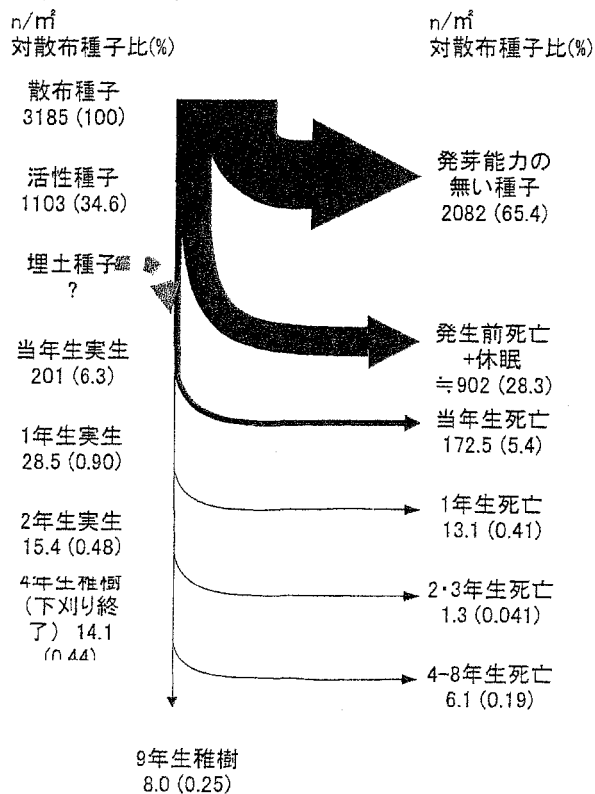 n/㎡
対散布種子比(%)
散布種子
3185 (100)
活性種子
1103 (34.6)
埋土種子
?
当年生実生
201 (6.3)
1年生実生
28.5 (0.90)
2年生実生
15.4 (0.48)
4年生稚樹
(下刈り終
了) 14.1
(0.44)
9年生稚樹
8.0 (0.25)
n/㎡
対散布種子比(%)
発芽能力の
無い種子
2082 (65.4)
発生前死亡
+休眠
≒902 (28.3)
当年生死亡
172.5 (5.4)
1年生死亡
13.1 (0.41)
2・3年生死亡
1.3 (0.041)
4-8年生死亡
6.1 (0.19)